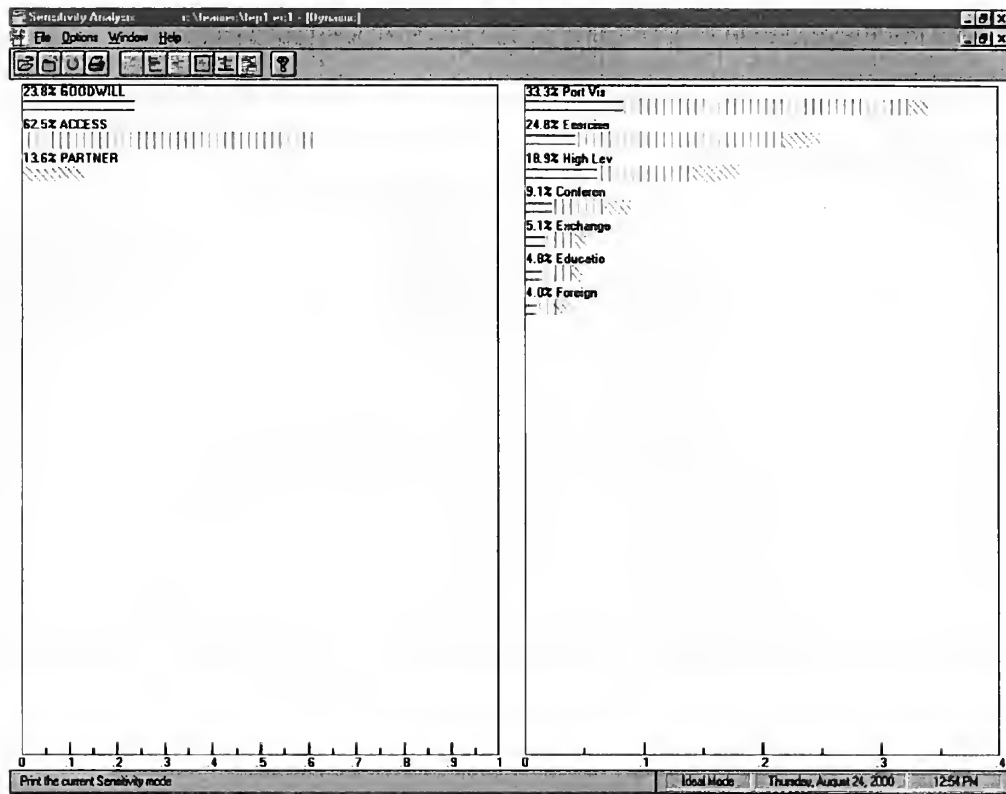 Sensitivity Analysis - [Dynamic]
File Options Window Help
23.8% GOODWILL
62.5% ACCESS
13.6% PARTNER
0 .1 .2 .3 .4 .5 .6 .7 .8 .9 1
33.3% Port Vis
24.8% Exercise
18.9% High Lev
9.1% Conferen
5.1% Exchange
4.8% Educatio
4.0% Foreign
0 .1 .2 .3 .4
Print the current Sensitivity mode Ideal Mode Thursday, August 24, 2000 12:54 PM